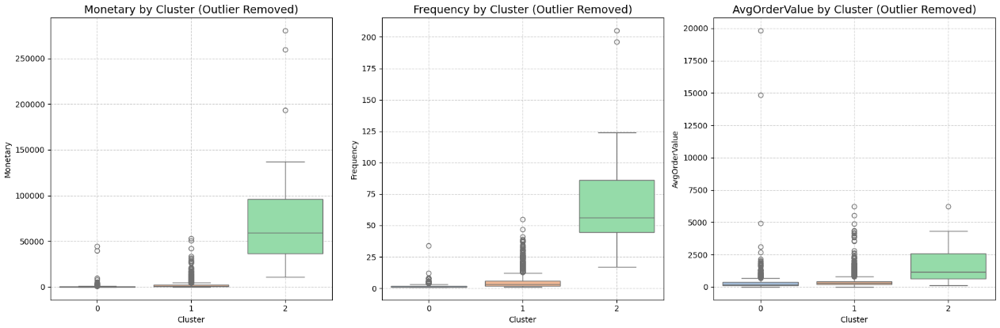 Monetary by Cluster (Outlier Removed)
Monetary
250000
200000
150000
100000
50000
0
0 1 2
Cluster
Frequency by Cluster (Outlier Removed)
Frequency
200
175
150
125
100
75
50
25
0
0 1 2
Cluster
AvgOrderValue by Cluster (Outlier Removed)
AvgOrderValue
20000
17500
15000
12500
10000
7500
5000
2500
0
0 1 2
Cluster